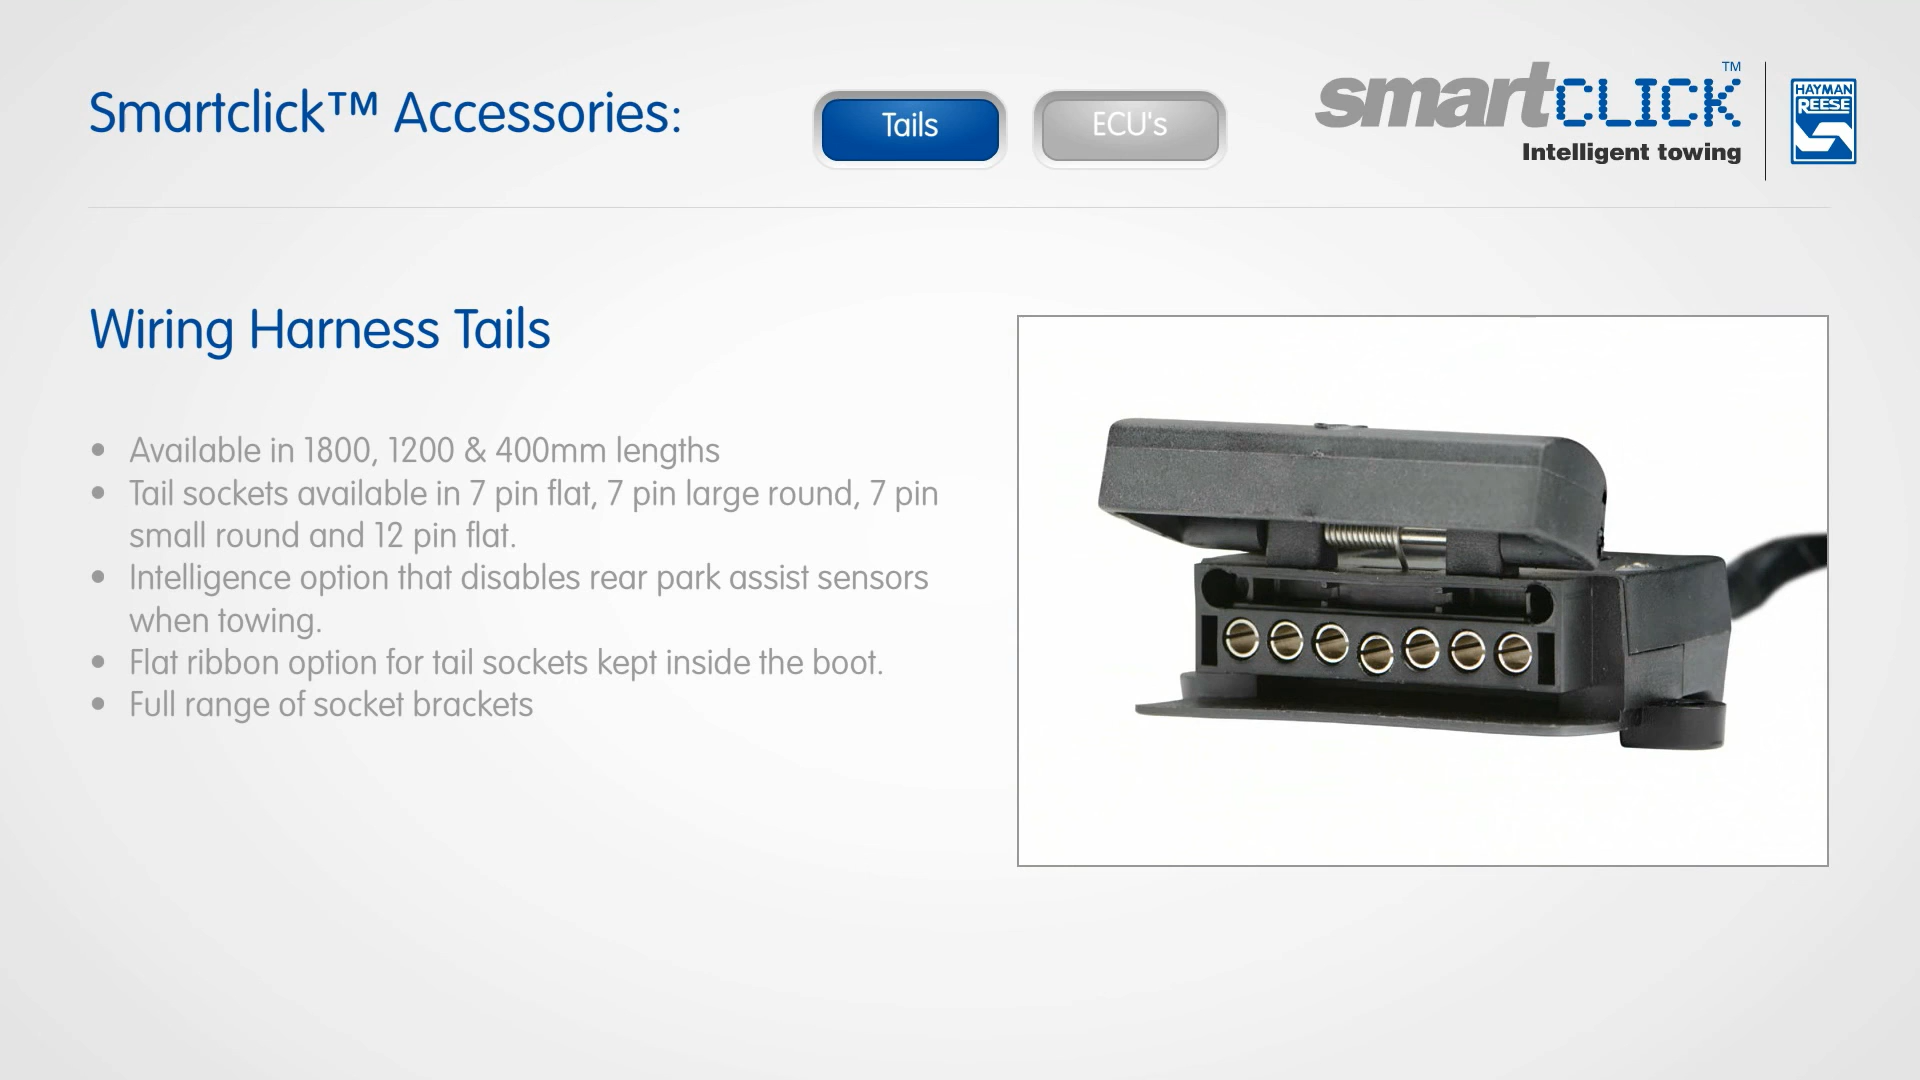 Smartclick™ Accessories:
Tails
ECU's
smartCLICK™
Intelligent towing
HAYMAN
REESE
Wiring Harness Tails
• Available in 1800, 1200 & 400mm lengths
• Tail sockets available in 7 pin flat, 7 pin large round, 7 pin
small round and 12 pin flat.
• Intelligence option that disables rear park assist sensors
when towing.
• Flat ribbon option for tail sockets kept inside the boot.
• Full range of socket brackets